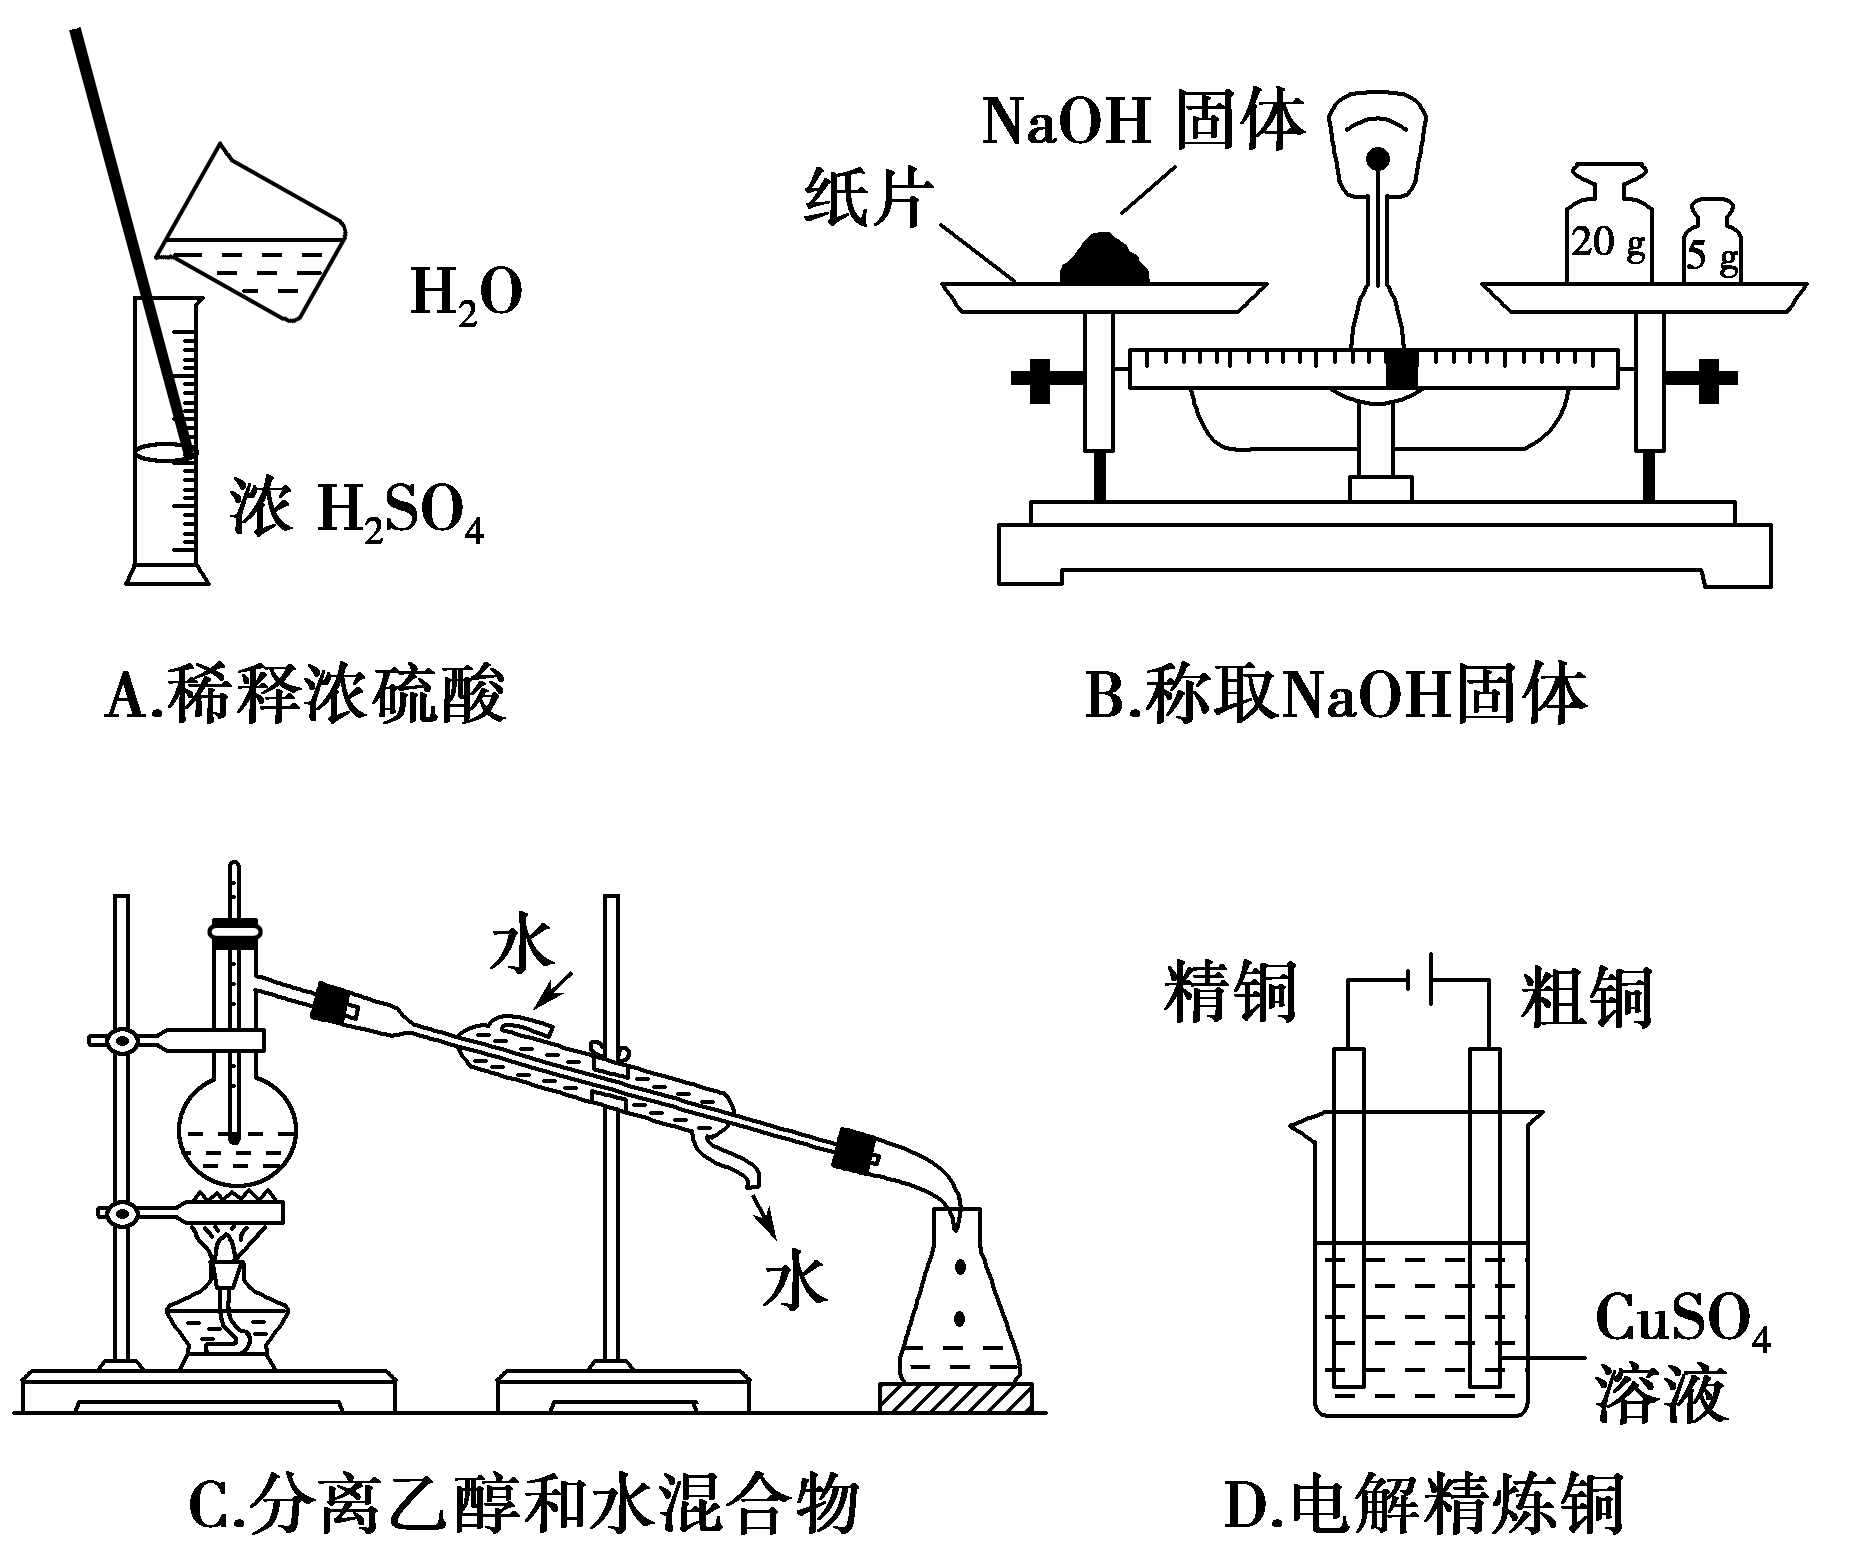 H₂O
浓 H₂SO₄
A.稀释浓硫酸
NaOH 固体
纸片
20 g
5 g
B.称取NaOH固体
水
水
C.分离乙醇和水混合物
精铜
粗铜
CuSO₄
溶液
D.电解精炼铜